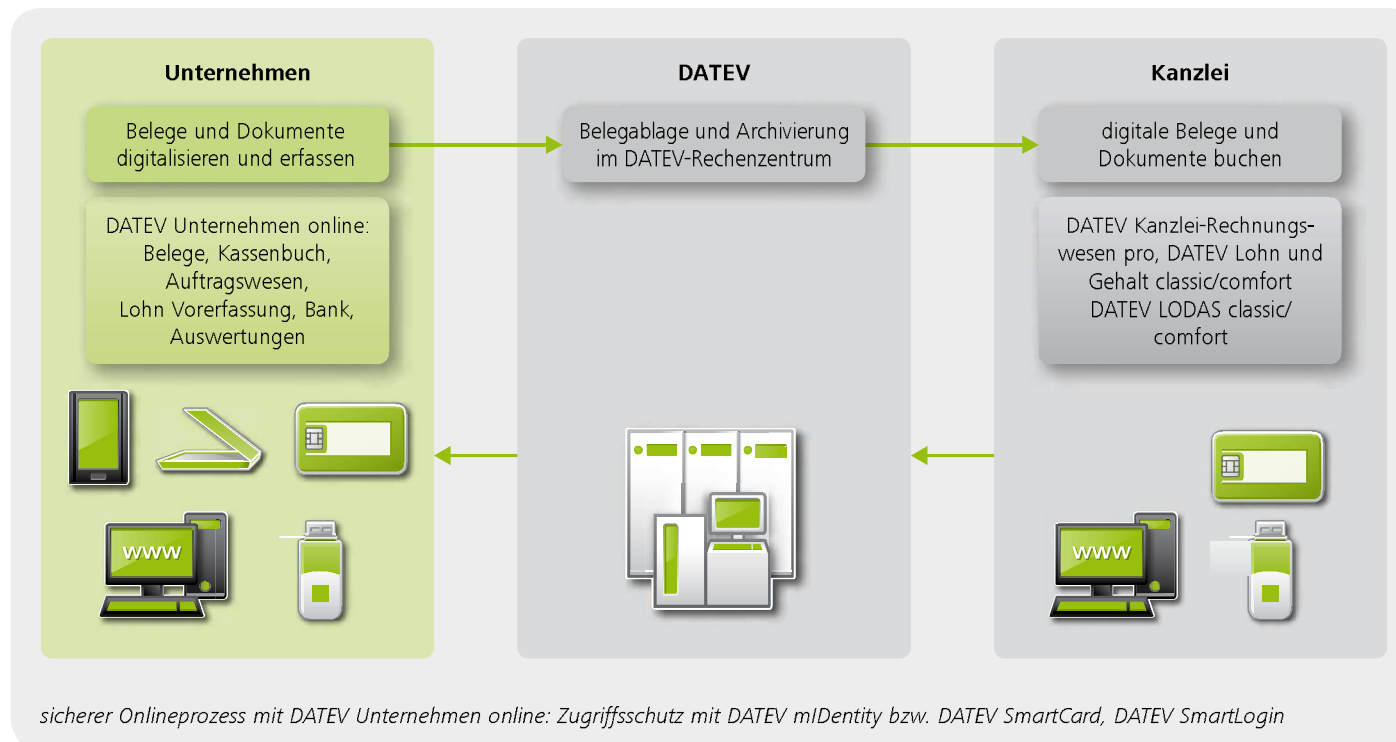 Unternehmen
Belege und Dokumente
digitalisieren und erfassen
DATEV Unternehmen online:
Belege, Kassenbuch,
Auftragswesen,
Lohn Vorerfassung, Bank,
Auswertungen
www
DATEV
Belegablage und Archivierung
im DATEV-Rechenzentrum
Kanzlei
digitale Belege und
Dokumente buchen
DATEV Kanzlei-Rechnungs-
wesen pro, DATEV Lohn und
Gehalt classic/comfort
DATEV LODAS classic/
comfort
www
sicherer Onlineprozess mit DATEV Unternehmen online: Zugriffsschutz mit DATEV mIDentity bzw. DATEV SmartCard, DATEV SmartLogin